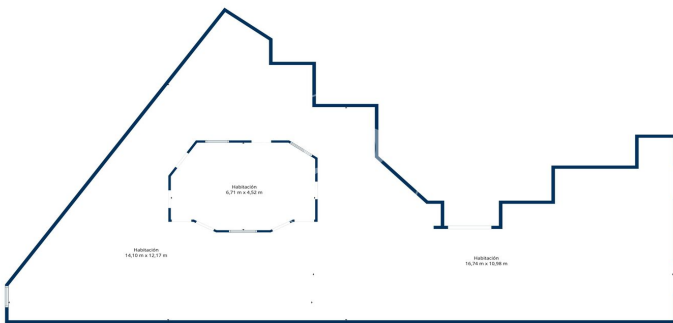 Habitación
6,71 m x 4,52 m
Habitación
14,10 m x 12,17 m
Habitación
16,74 m x 10,98 m